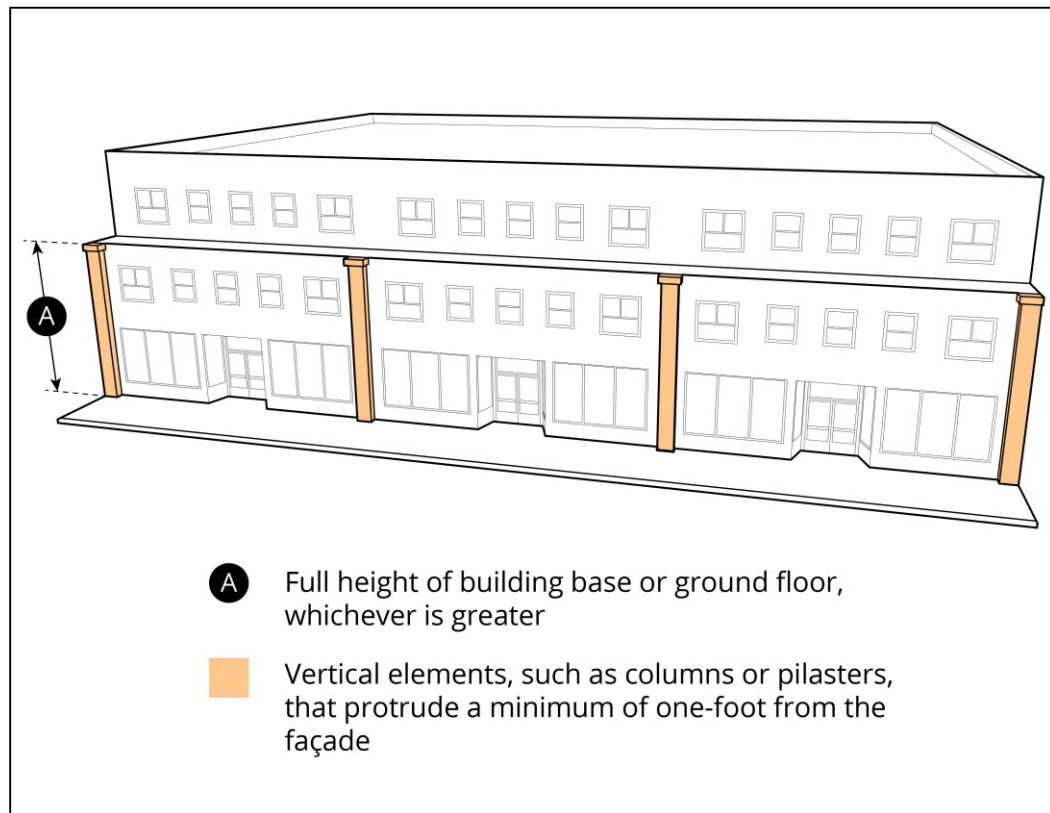 A
A Full height of building base or ground floor,
whichever is greater
Vertical elements, such as columns or pilasters,
that protrude a minimum of one-foot from the
façade